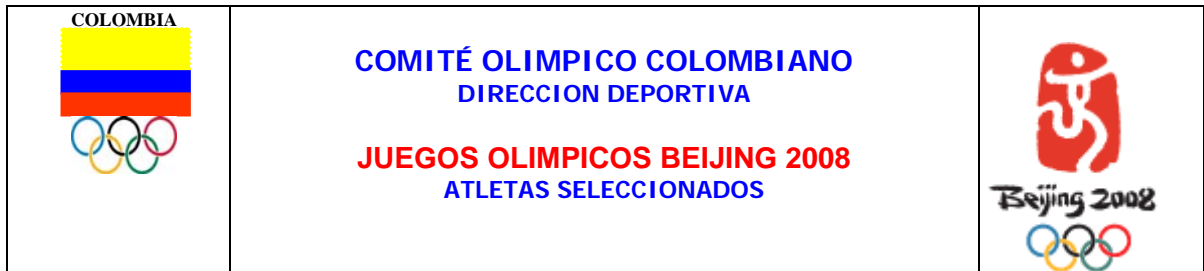 COLOMBIA
COMITÉ OLIMPICO COLOMBIANO
DIRECCION DEPORTIVA
JUEGOS OLIMPICOS BEIJING 2008
ATLETAS SELECCIONADOS
Beijing 2008